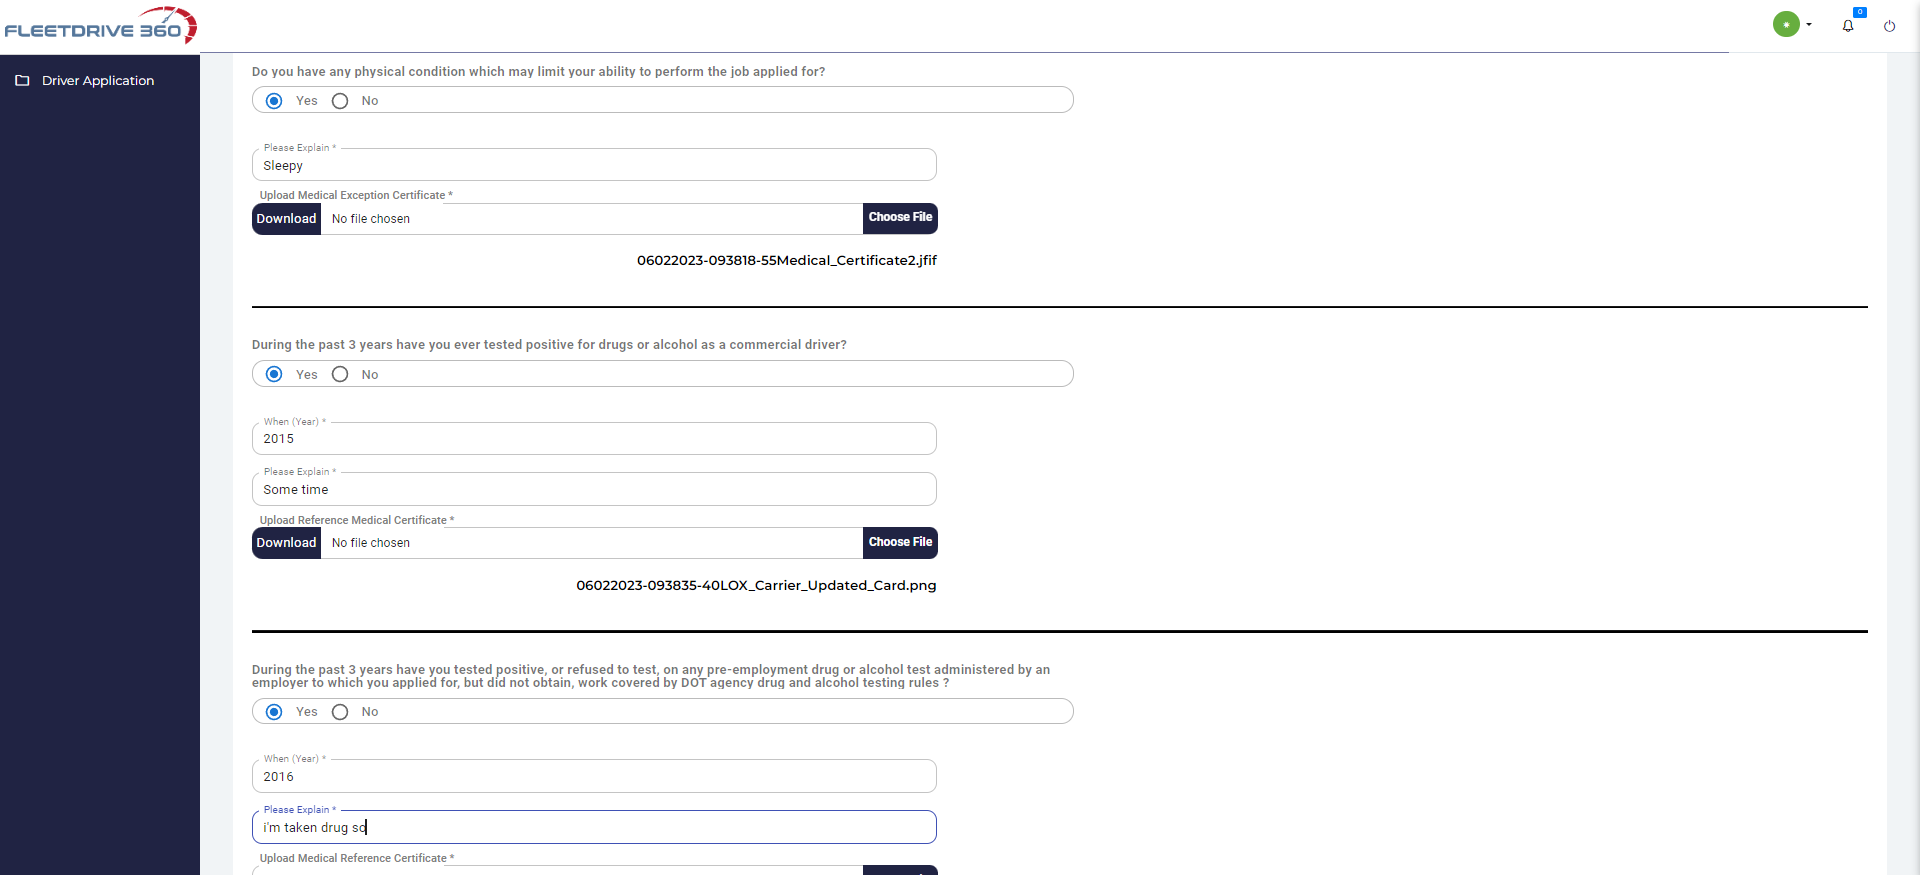 FLEETDRIVE 360
0
Driver Application
Do you have any physical condition which may limit your ability to perform the job applied for?
Yes No
Please Explain *
Sleepy
Upload Medical Exception Certificate *
Download No file chosen Choose File
06022023-093818-55Medical_Certificate2.jfif
During the past 3 years have you ever tested positive for drugs or alcohol as a commercial driver?
Yes No
When (Year) *
2015
Please Explain *
Some time
Upload Reference Medical Certificate *
Download No file chosen Choose File
06022023-093835-40LOX_Carrier_Updated_Card.png
During the past 3 years have you tested positive, or refused to test, on any pre-employment drug or alcohol test administered by an
employer to which you applied for, but did not obtain, work covered by DOT agency drug and alcohol testing rules ?
Yes No
When (Year) *
2016
Please Explain *
i'm taken drug so
Upload Medical Reference Certificate *